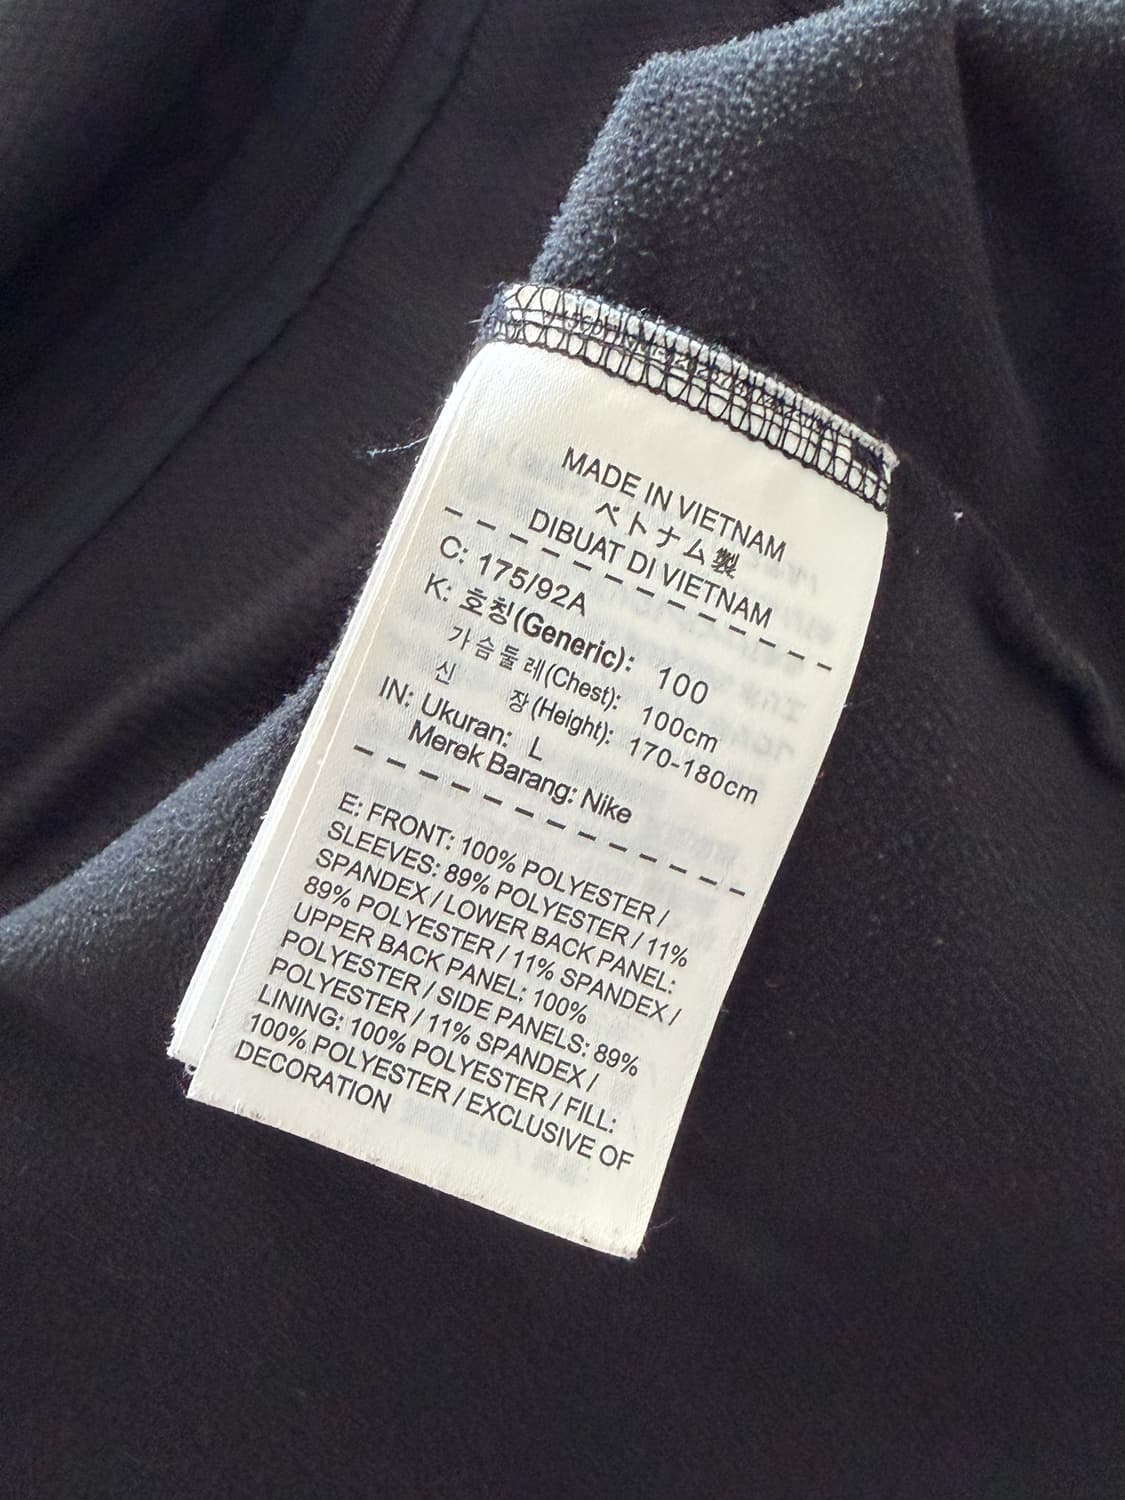 MADE IN VIETNAM
ベトナム製
DIBUAT DI VIETNAM
C: 175/92A
K: 호칭(Generic): 100
가슴둘레(Chest): 100cm
신 장(Height): 170-180cm
IN: Ukuran: L
Merek Barang: Nike
E: FRONT: 100% POLYESTER /
SLEEVES: 89% POLYESTER / 11%
SPANDEX / LOWER BACK PANEL:
89% POLYESTER / 11% SPANDEX /
UPPER BACK PANEL: 100%
POLYESTER / SIDE PANELS: 89%
POLYESTER / 11% SPANDEX /
LINING: 100% POLYESTER / FILL:
100% POLYESTER / EXCLUSIVE OF
DECORATION